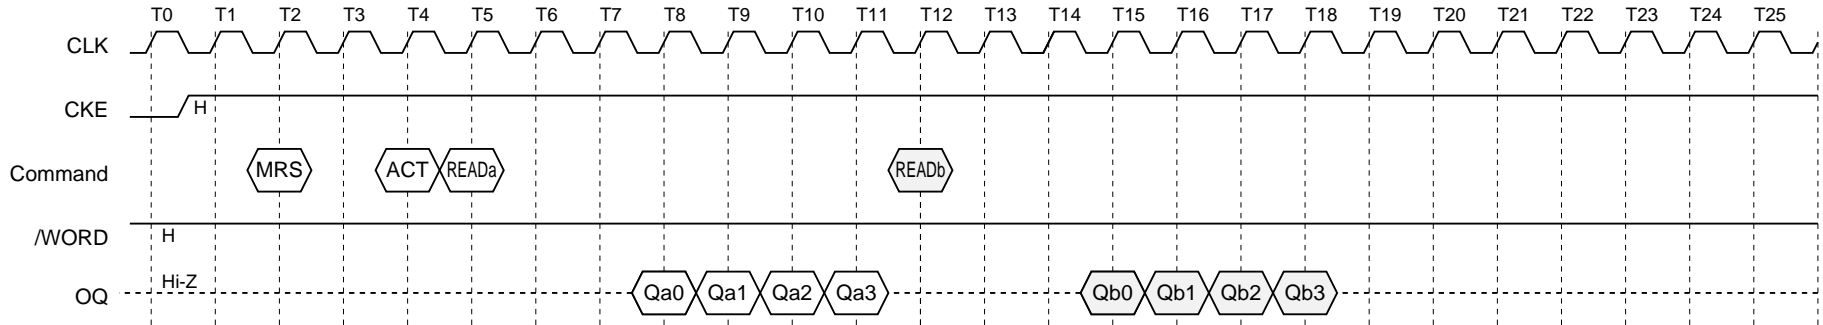 T0 T1 T2 T3 T4 T5 T6 T7 T8 T9 T10 T11 T12 T13 T14 T15 T16 T17 T18 T19 T20 T21 T22 T23 T24 T25
CLK
CKE H
Command MRS ACT READa READb
/WORD H
OQ Hi-Z Qa0 Qa1 Qa2 Qa3 Qb0 Qb1 Qb2 Qb3